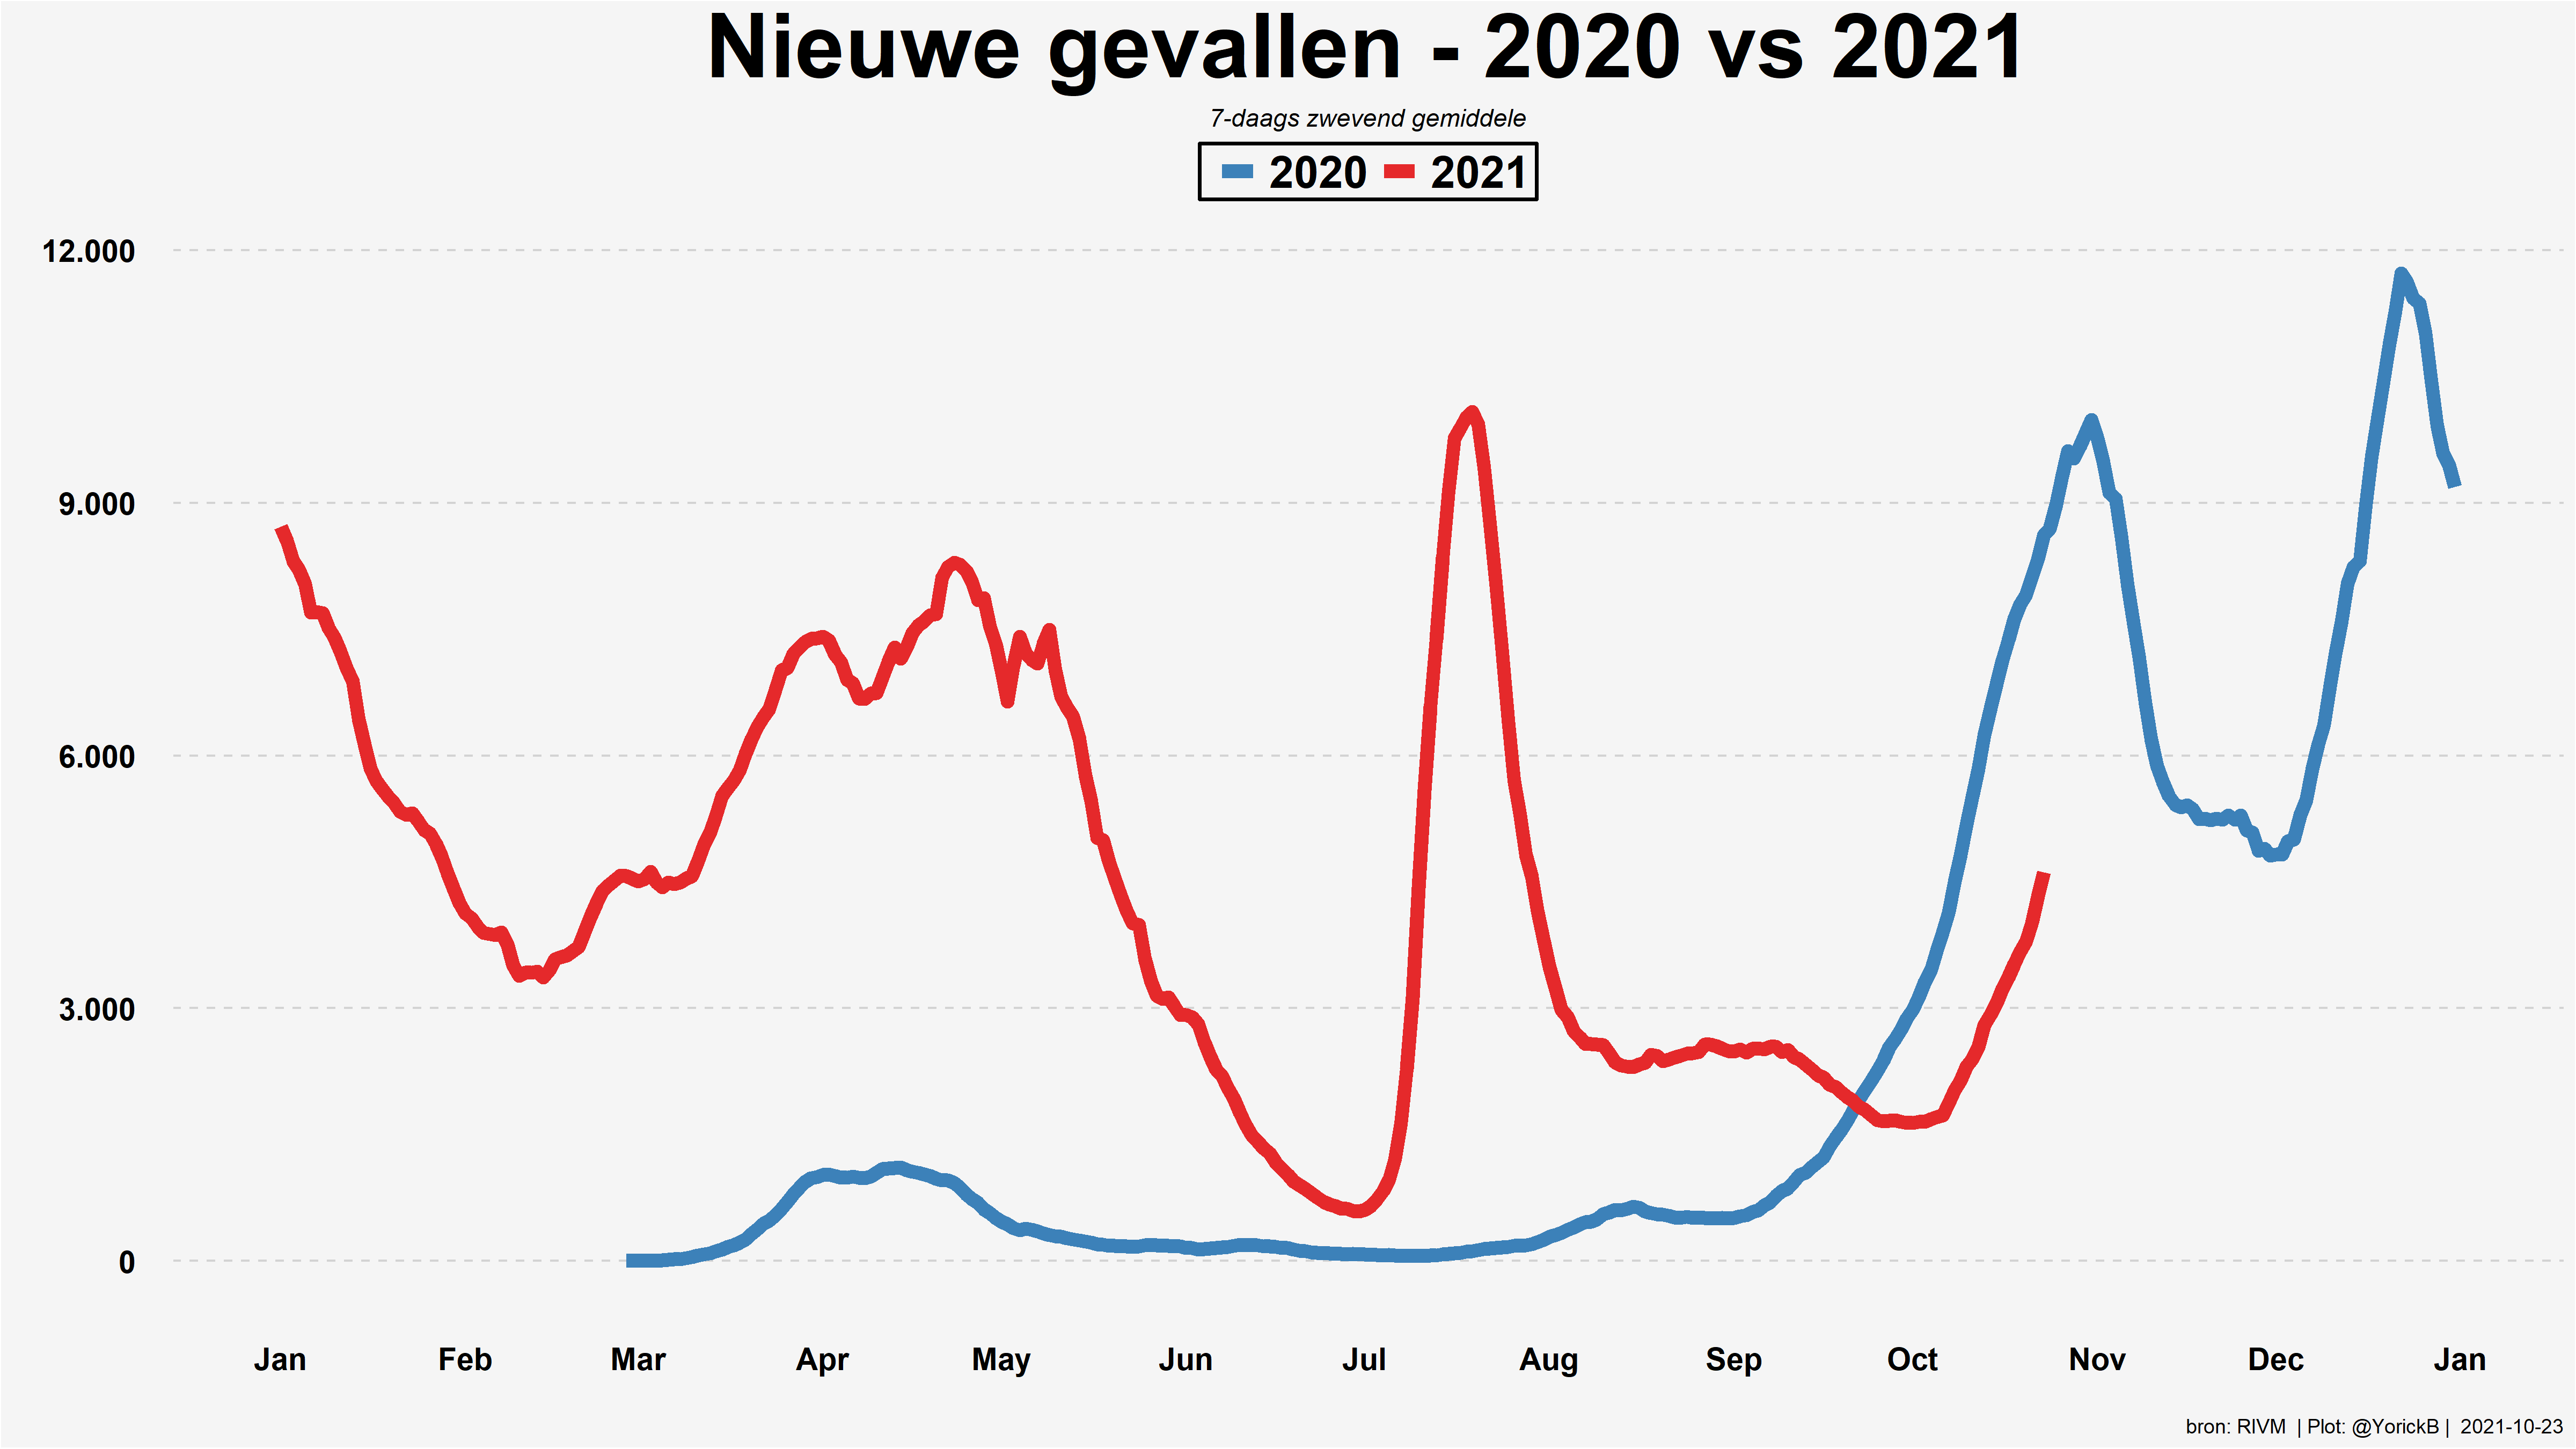 Nieuwe gevallen - 2020 vs 2021
7-daags zwevend gemiddele
2020 2021
12.000
9.000
6.000
3.000
0
Jan Feb Mar Apr May Jun Jul Aug Sep Oct Nov Dec Jan
bron: RIVM | Plot: @YorickB | 2021-10-23